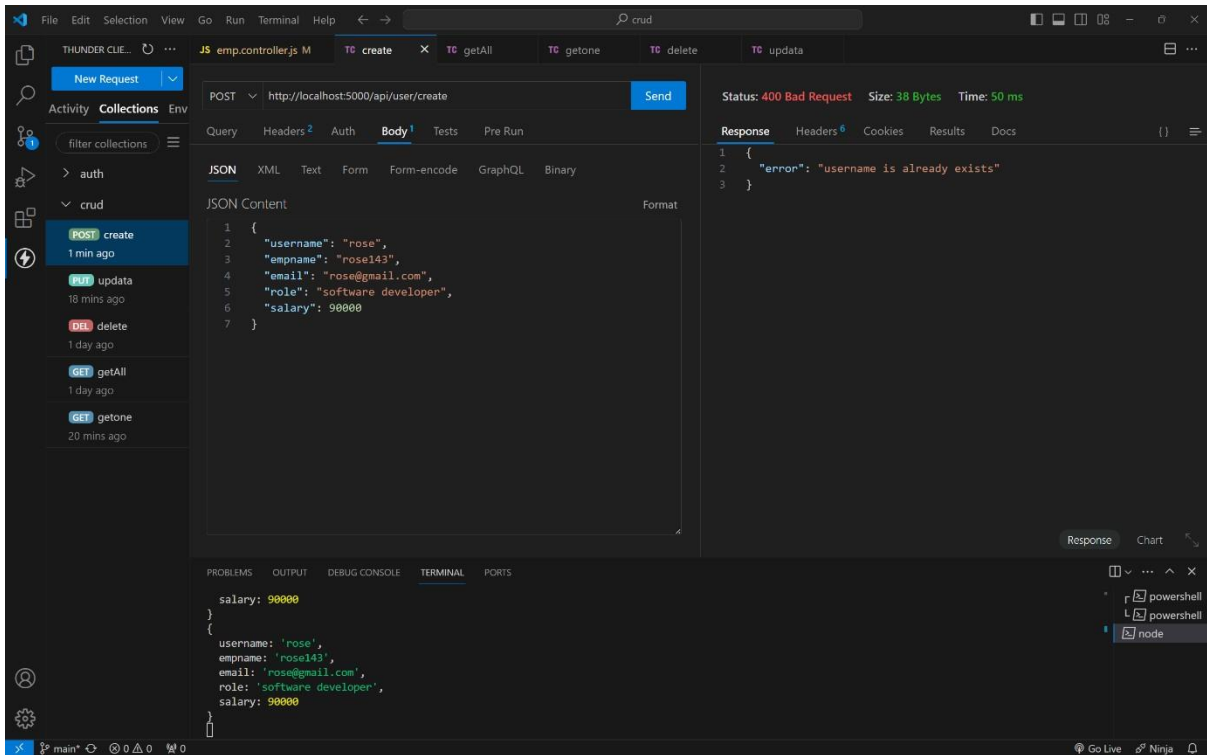 File Edit Selection View Go Run Terminal Help crud
THUNDER CLIE... JS emp.controller.js M TC create TC getAll TC getone TC delete TC updata
New Request
Activity Collections Env
filter collections
auth
crud
POST create
1 min ago
PUT updata
18 mins ago
DEL delete
1 day ago
GET getAll
1 day ago
GET getone
20 mins ago
POST http://localhost:5000/api/user/create Send
Query Headers 2 Auth Body 1 Tests Pre Run
JSON XML Text Form Form-encode GraphQL Binary
JSON Content Format
1 {
2 "username": "rose",
3 "empname": "rose143",
4 "email": "rose@gmail.com",
5 "role": "software developer",
6 "salary": 90000
7 }
Status: 400 Bad Request Size: 38 Bytes Time: 50 ms
Response Headers 6 Cookies Results Docs {}
1 {
2 "error": "username is already exists"
3 }
Response Chart
PROBLEMS OUTPUT DEBUG CONSOLE TERMINAL PORTS
salary: 90000
}
{
username: 'rose',
empname: 'rose143',
email: 'rose@gmail.com',
role: 'software developer',
salary: 90000
}
powershell
powershell
node
1
main* 0 0 0 Go Live Ninja